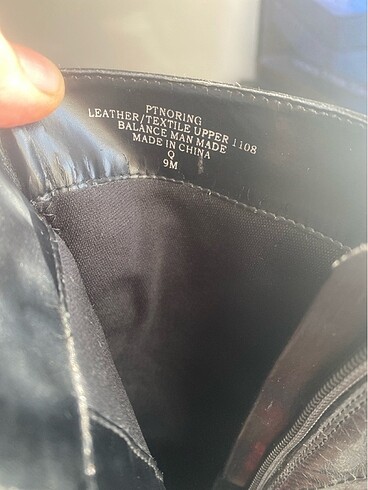 PTNORING
LEATHER/TEXTILE UPPER 1108
BALANCE MAN MADE
MADE IN CHINA
Q
9M